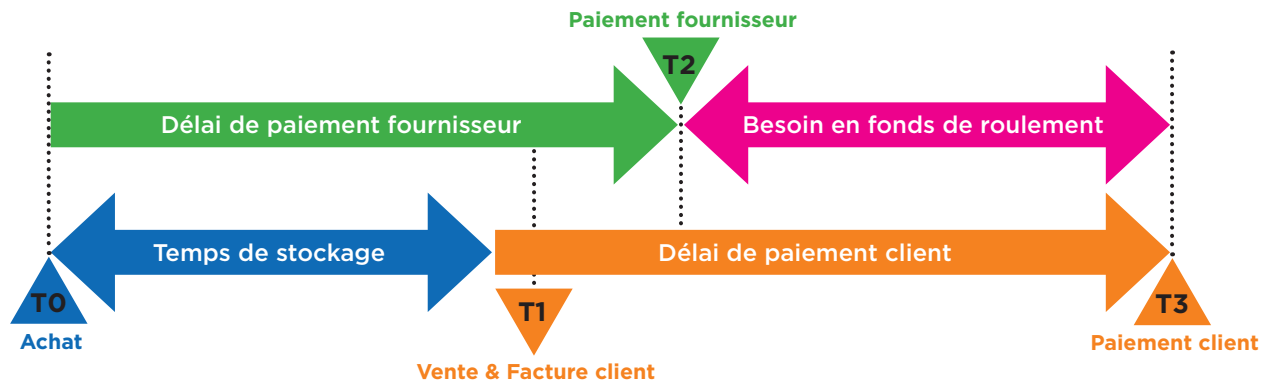 Paiement fournisseur
T2
Délai de paiement fournisseur
Besoin en fonds de roulement
Temps de stockage
Délai de paiement client
T0
T1
T3
Achat
Paiement client
Vente & Facture client